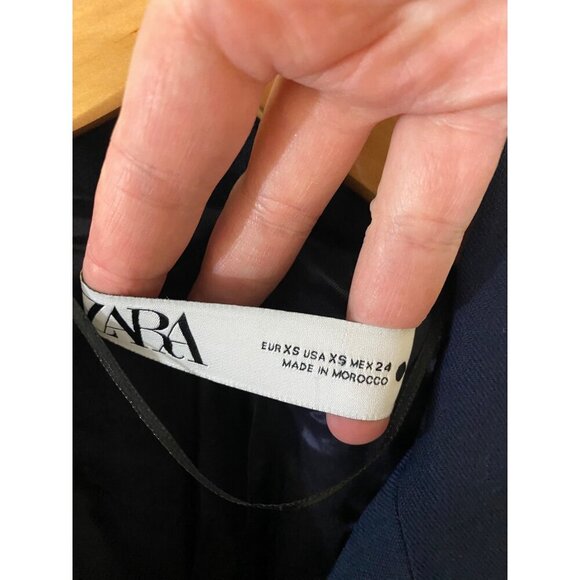 ZARA
EUR XS USA XS MEX 24
MADE IN MOROCCO